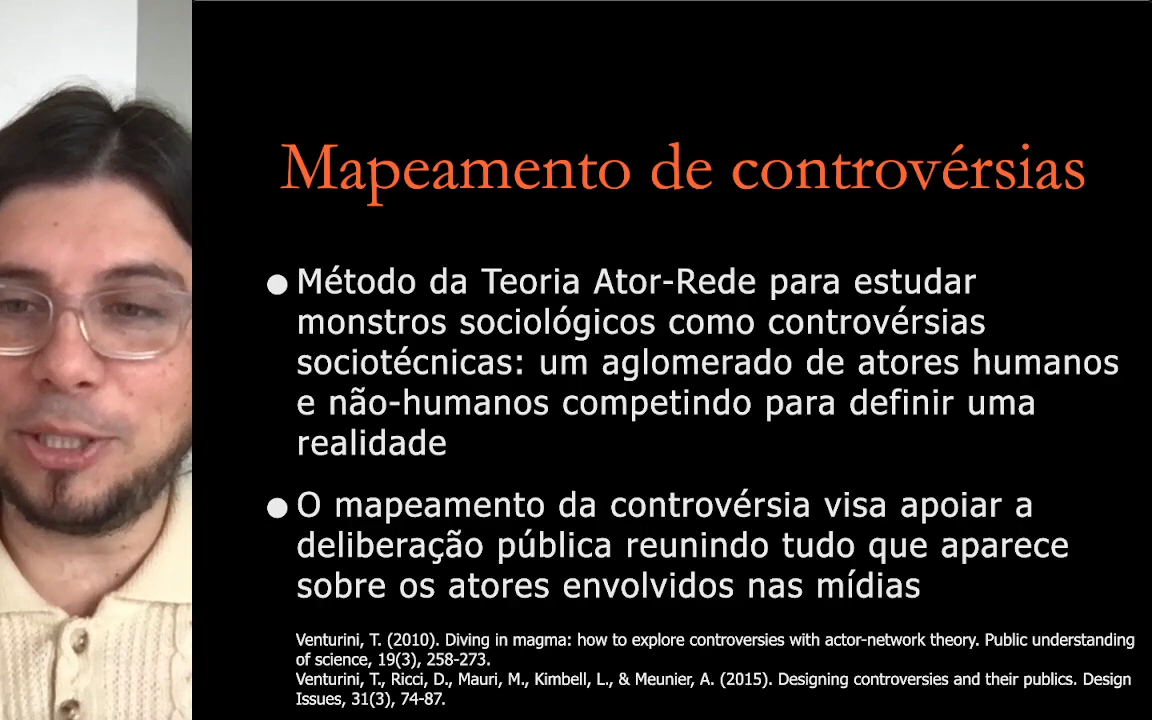 Mapeamento de controvérsias
● Método da Teoria Ator-Rede para estudar
monstros sociológicos como controvérsias
sociotécnicas: um aglomerado de atores humanos
e não-humanos competindo para definir uma
realidade
● O mapeamento da controvérsia visa apoiar a
deliberação pública reunindo tudo que aparece
sobre os atores envolvidos nas mídias
Venturini, T. (2010). Diving in magma: how to explore controversies with actor-network theory. Public understanding
of science, 19(3), 258-273.
Venturini, T., Ricci, D., Mauri, M., Kimbell, L., & Meunier, A. (2015). Designing controversies and their publics. Design
Issues, 31(3), 74-87.